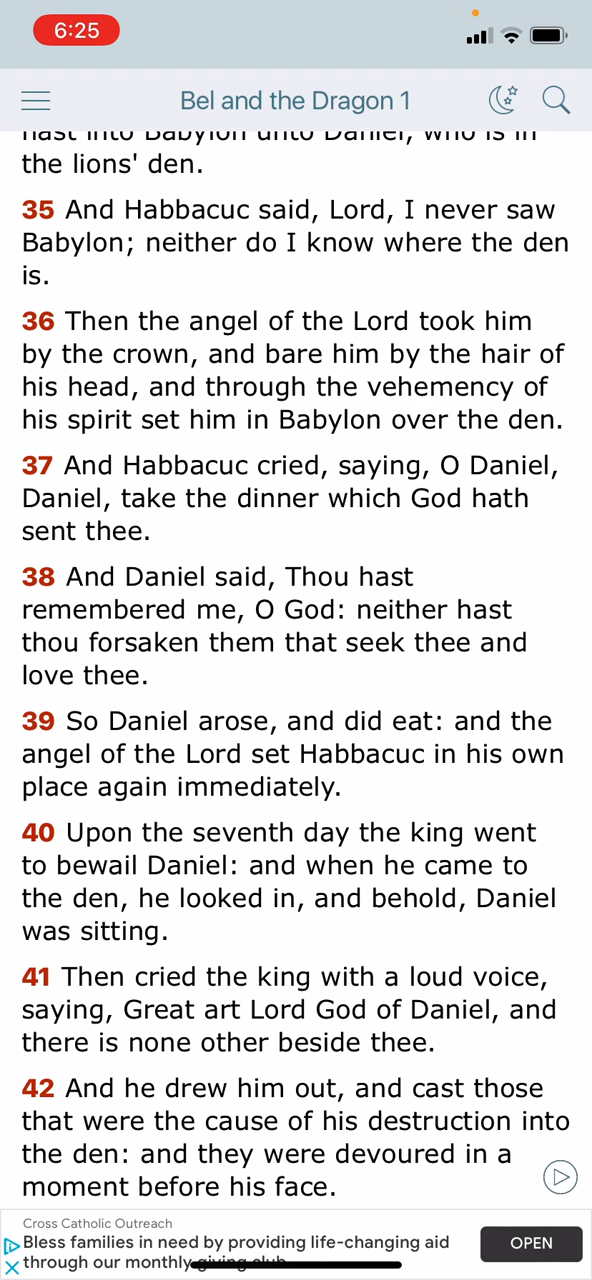 6:25
Bel and the Dragon 1
hast into Babylon unto Daniel, who is in
the lions' den.
35 And Habbacuc said, Lord, I never saw
Babylon; neither do I know where the den
is.
36 Then the angel of the Lord took him
by the crown, and bare him by the hair of
his head, and through the vehemency of
his spirit set him in Babylon over the den.
37 And Habbacuc cried, saying, O Daniel,
Daniel, take the dinner which God hath
sent thee.
38 And Daniel said, Thou hast
remembered me, O God: neither hast
thou forsaken them that seek thee and
love thee.
39 So Daniel arose, and did eat: and the
angel of the Lord set Habbacuc in his own
place again immediately.
40 Upon the seventh day the king went
to bewail Daniel: and when he came to
the den, he looked in, and behold, Daniel
was sitting.
41 Then cried the king with a loud voice,
saying, Great art Lord God of Daniel, and
there is none other beside thee.
42 And he drew him out, and cast those
that were the cause of his destruction into
the den: and they were devoured in a
moment before his face.
Cross Catholic Outreach
Bless families in need by providing life-changing aid
through our monthly giving club.
OPEN